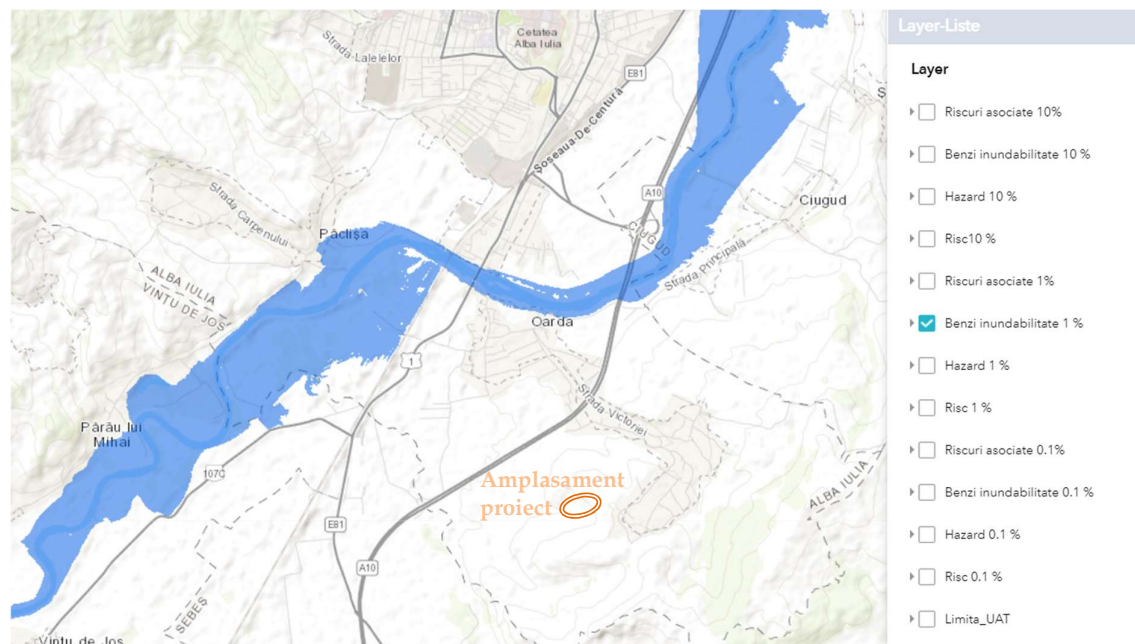 Cetatea
Alba Iulia
Strada-Lalelelor
E81
Șoseaua-De-Centură
A10
Ciugud
Strada Carpenului
Pâclișa
CIUGUD
Strada Principală
ALBA IULIA
VINȚU DE JOS
Oarda
1
Strada Victoriei
Pârâu lui
Mihai
107C
Amplasament
proiect
ALBA IULIA
E81
A10
SEBEȘ
Vințu de Jos
Layer-Liste
Layer
Riscuri asociate 10%
Benzi inundabilitate 10 %
Hazard 10 %
Risc10 %
Riscuri asociate 1%
Benzi inundabilitate 1 %
Hazard 1 %
Risc 1 %
Riscuri asociate 0.1%
Benzi inundabilitate 0.1 %
Hazard 0.1 %
Risc 0.1 %
Limita_UAT